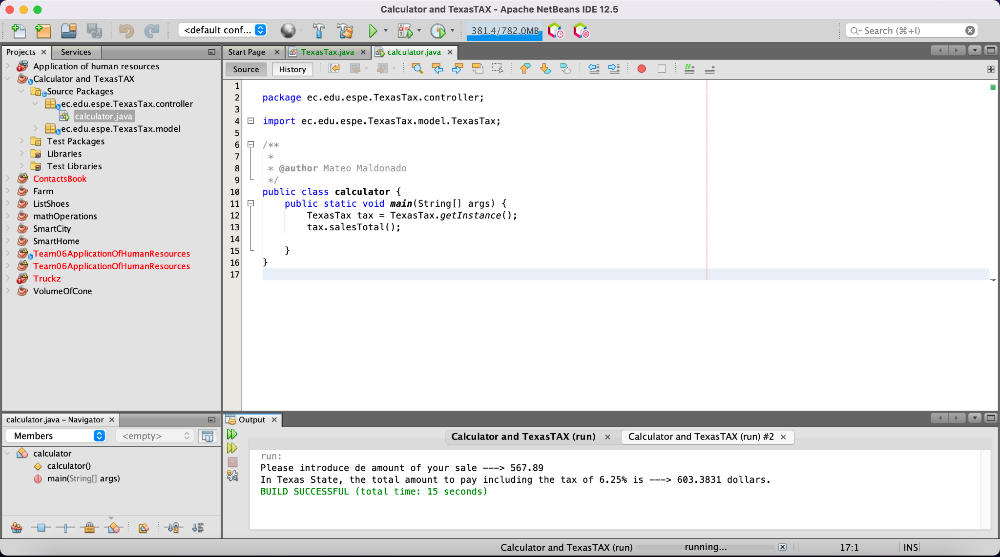 Calculator and TexasTAX - Apache NetBeans IDE 12.5
<default conf...
381.4/782.0MB
Search (⌘+I)
Projects
Services
Start Page
TexasTax.java
calculator.java
Source
History
Application of human resources
Calculator and TexasTAX
Source Packages
ec.edu.espe.TexasTax.controller
calculator.java
ec.edu.espe.TexasTax.model
Test Packages
Libraries
Test Libraries
ContactsBook
Farm
ListShoes
mathOperations
SmartCity
SmartHome
Team06ApplicationOfHumanResources
Team06ApplicationOfHumanResources
Truckz
VolumeOfCone
1
2 package ec.edu.espe.TexasTax.controller;
3
4 import ec.edu.espe.TexasTax.model.TexasTax;
5
6 /**
7 *
8 * @author Mateo Maldonado
9 */
10 public class calculator {
11 public static void main(String[] args) {
12 TexasTax tax = TexasTax.getInstance();
13 tax.salesTotal();
14
15 }
16 }
17
calculator.java - Navigator
Members
<empty>
calculator
calculator()
main(String[] args)
Output
Calculator and TexasTAX (run)
Calculator and TexasTAX (run) #2
run:
Please introduce de amount of your sale ---> 567.89
In Texas State, the total amount to pay including the tax of 6.25% is ---> 603.3831 dollars.
BUILD SUCCESSFUL (total time: 15 seconds)
Calculator and TexasTAX (run)
running...
17:1
INS